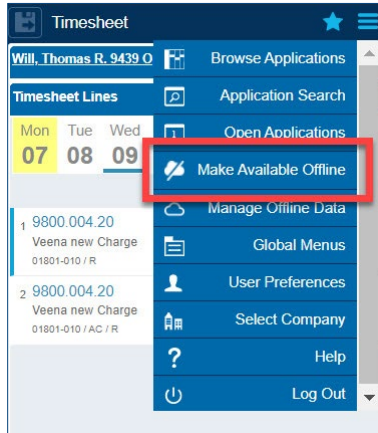 Timesheet
Will, Thomas R. 9439 O
Timesheet Lines
Mon Tue Wed
07 08 09
1 9800.004.20
Veena new Charge
01801-010 / R
2 9800.004.20
Veena new Charge
01801-010 / AC / R
Browse Applications
Application Search
Open Applications
Make Available Offline
Manage Offline Data
Global Menus
User Preferences
Select Company
? Help
Log Out